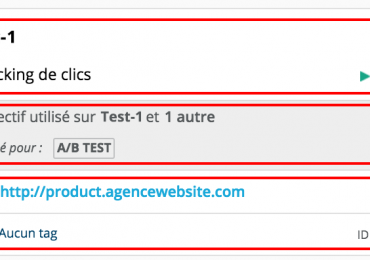 -1
cking de clics
ectif utilisé sur Test-1 et 1 autre
é pour : A/B TEST
http://product.agencewebsite.com
Aucun tag ID